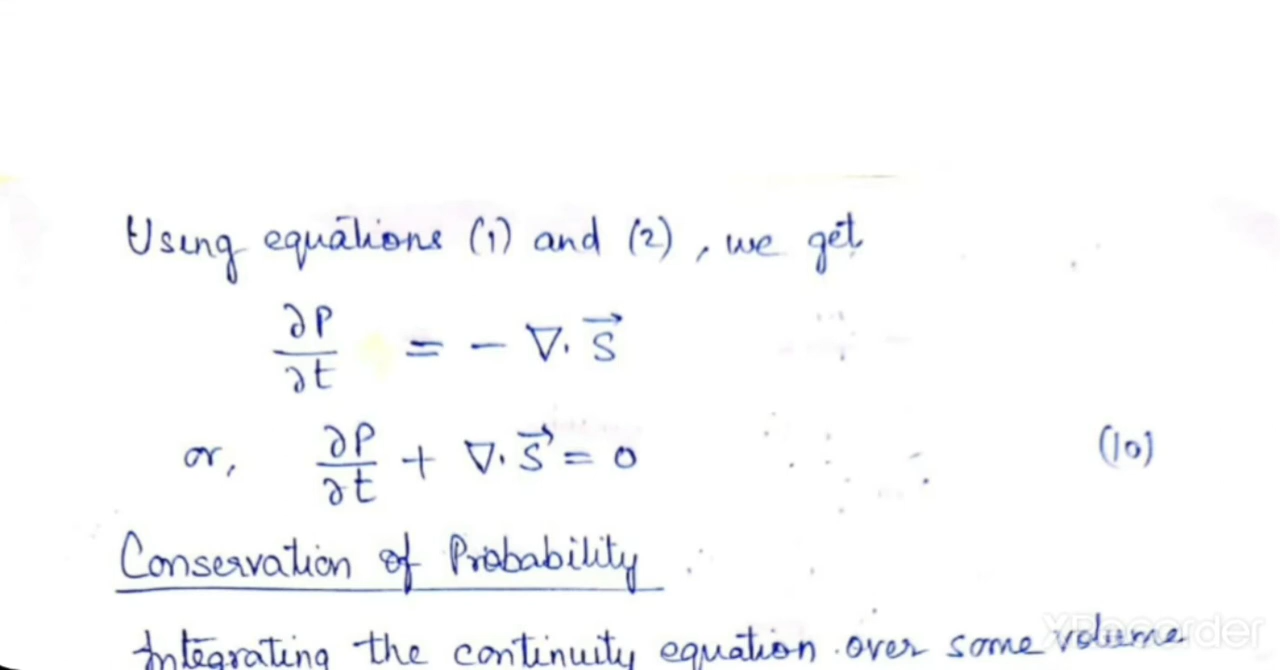 Using equations (1) and (2), we get
∂P/∂t = - ∇. S⃗
or, ∂P/∂t + ∇. S⃗ = 0 (10)
Conservation of Probability
Integrating the continuity equation over some volume
XRecorder